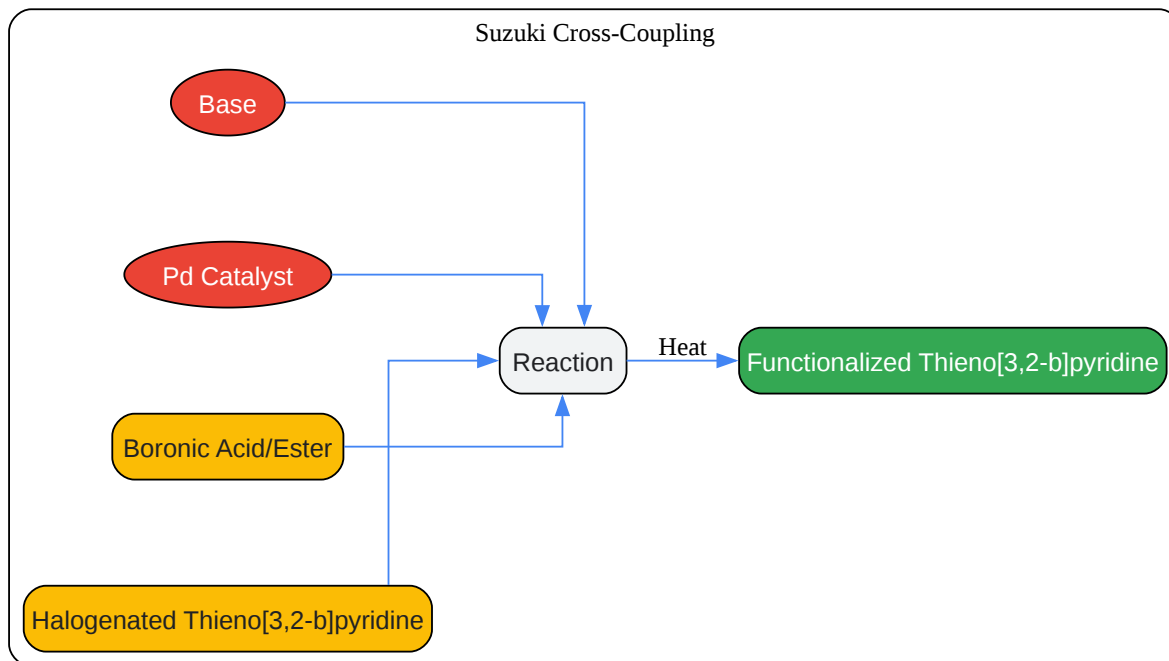 Suzuki Cross-Coupling
Base
Pd Catalyst
Reaction
Heat
Functionalized Thieno[3,2-b]pyridine
Boronic Acid/Ester
Halogenated Thieno[3,2-b]pyridine